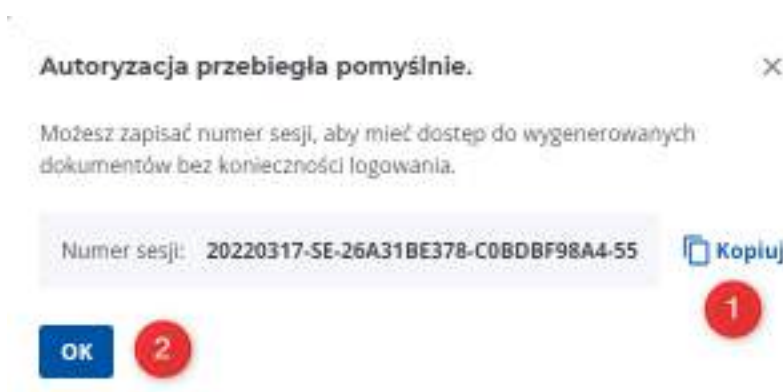 Autoryzacja przebiegła pomyślnie.
Możesz zapisać numer sesji, aby mieć dostęp do wygenerowanych
dokumentów bez konieczności logowania.
Numer sesji: 20220317-SE-26A31BE378-C0BDBF98A4-55 Kopiuj
1
OK 2